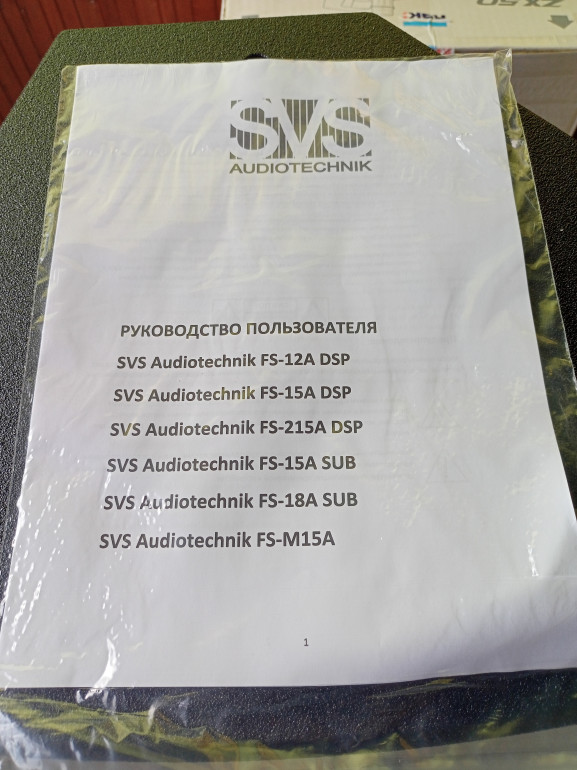 SVS
AUDIOTECHNIK
РУКОВОДСТВО ПОЛЬЗОВАТЕЛЯ
SVS Audiotechnik FS-12A DSP
SVS Audiotechnik FS-15A DSP
SVS Audiotechnik FS-215A DSP
SVS Audiotechnik FS-15A SUB
SVS Audiotechnik FS-18A SUB
SVS Audiotechnik FS-M15A
1